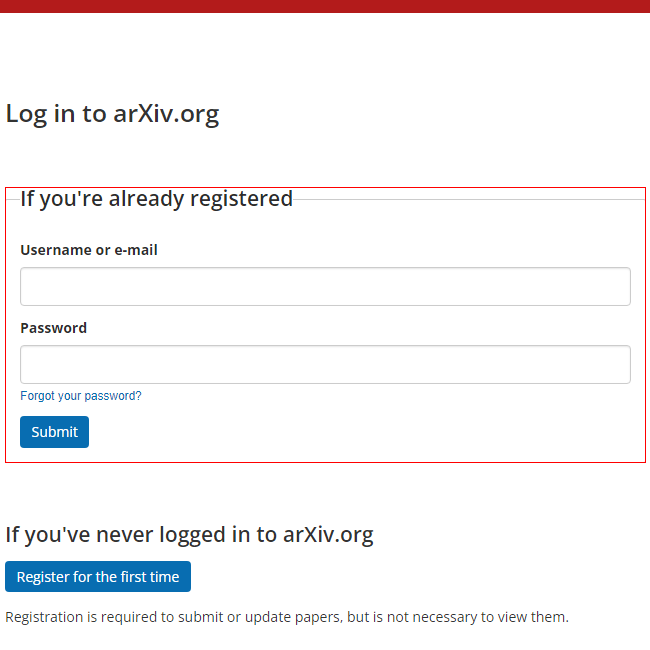 Log in to arXiv.org
If you're already registered
Username or e-mail
Password
Forgot your password?
Submit
If you've never logged in to arXiv.org
Register for the first time
Registration is required to submit or update papers, but is not necessary to view them.